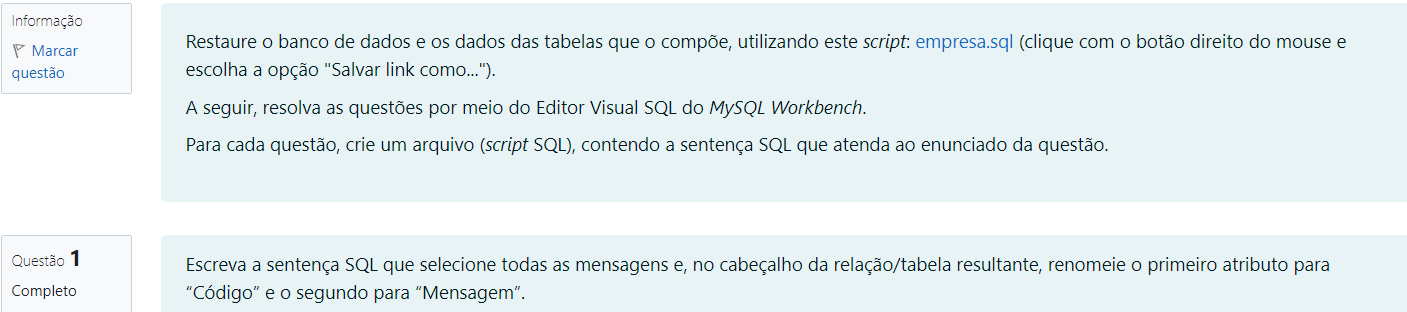 Informação
Marcar
questão
Restaure o banco de dados e os dados das tabelas que o compõe, utilizando este script: empresa.sql (clique com o botão direito do mouse e
escolha a opção "Salvar link como...").
A seguir, resolva as questões por meio do Editor Visual SQL do MySQL Workbench.
Para cada questão, crie um arquivo (script SQL), contendo a sentença SQL que atenda ao enunciado da questão.
Questão 1
Completo
Escreva a sentença SQL que selecione todas as mensagens e, no cabeçalho da relação/tabela resultante, renomeie o primeiro atributo para
“Código” e o segundo para “Mensagem”.